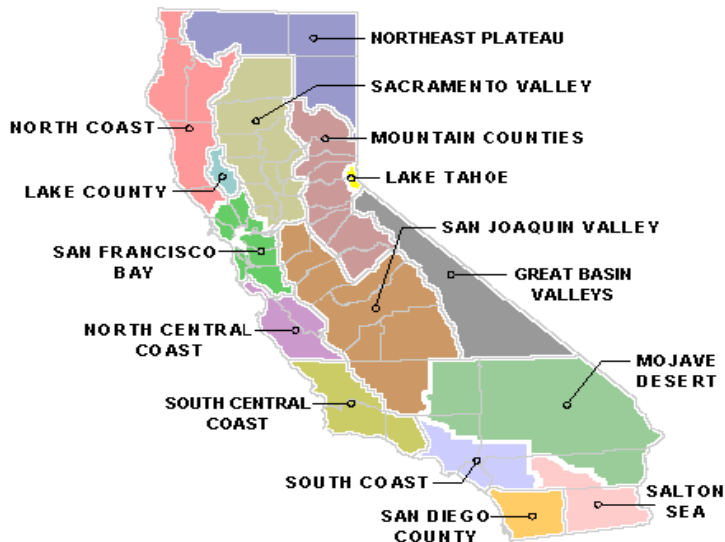 NORTHEAST PLATEAU
SACRAMENTO VALLEY
NORTH COAST
MOUNTAIN COUNTIES
LAKE TAHOE
LAKE COUNTY
SAN JOAQUIN VALLEY
SAN FRANCISCO
BAY
GREAT BASIN
VALLEYS
NORTH CENTRAL
COAST
MOJAVE
DESERT
SOUTH CENTRAL
COAST
SOUTH COAST
SALTON
SEA
SAN DIEGO
COUNTY